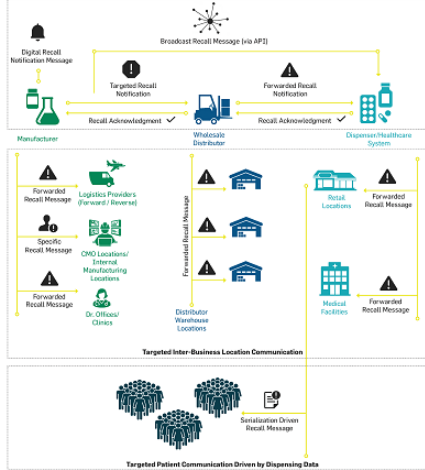 Broadcast Recall Message (via API)
Digital Recall
Notification Message
Targeted Recall
Notification
Forwarded Recall
Notification
Recall Acknowledgment
Recall Acknowledgment
Manufacturer
Wholesale
Distributor
Dispenser/Healthcare
System
Forwarded
Recall Message
Logistics Providers
(Forward / Reverse)
Specific
Recall Message
CMO Locations/
Internal
Manufacturing
Locations
Forwarded
Recall Message
Dr. Offices/
Clinics
Forwarded Recall Message
Distributor
Warehouse
Locations
Retail
Locations
Forwarded
Recall Message
Medical
Facilities
Forwarded
Recall Message
Targeted Inter-Business Location Communication
Serialization Driven
Recall Message
Targeted Patient Communication Driven by Dispensing Data